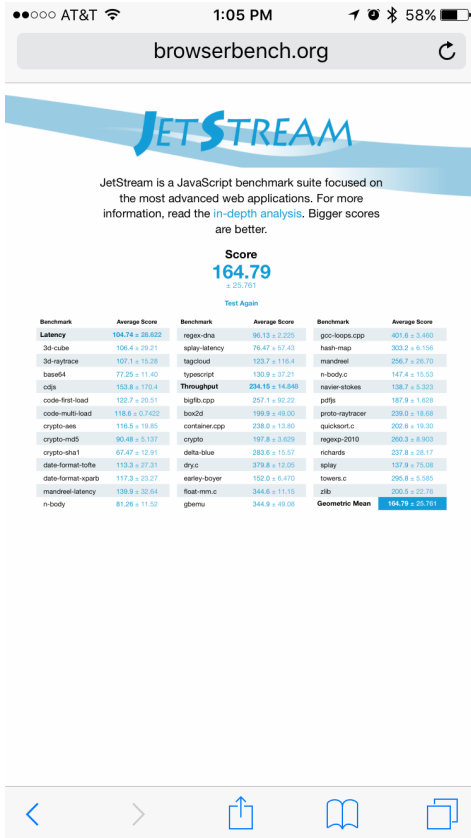 AT&T 1:05 PM 58%
browserbench.org
JETSTREAM
JetStream is a JavaScript benchmark suite focused on
the most advanced web applications. For more
information, read the in-depth analysis. Bigger scores
are better.
Score
164.79
± 25.761
Test Again
Benchmark Average Score Benchmark Average Score Benchmark Average Score
Latency 104.74 ± 26.622 regex-dna 96.13 ± 2.225 gcc-loops.cpp 401.6 ± 3.460
3d-cube 106.4 ± 29.21 splay-latency 76.47 ± 57.43 hash-map 303.2 ± 6.156
3d-raytrace 107.1 ± 15.28 tagcloud 123.7 ± 116.4 mandreel 256.7 ± 26.70
base64 77.25 ± 11.40 typescript 130.9 ± 37.21 n-body.c 147.4 ± 15.53
cdjs 153.8 ± 170.4 Throughput 234.15 ± 14.848 navier-stokes 138.7 ± 5.323
code-first-load 122.7 ± 20.51 bigfib.cpp 257.1 ± 92.22 pdfjs 187.9 ± 1.628
code-multi-load 118.6 ± 0.7422 box2d 199.9 ± 49.00 proto-raytracer 239.0 ± 18.68
crypto-aes 116.5 ± 19.85 container.cpp 238.0 ± 13.80 quicksort.c 202.6 ± 19.30
crypto-md5 90.48 ± 5.137 crypto 197.8 ± 3.629 regexp-2010 260.3 ± 8.903
crypto-sha1 67.47 ± 12.91 delta-blue 283.6 ± 15.57 richards 237.8 ± 29.17
date-format-tofte 113.3 ± 27.31 dry.c 379.8 ± 12.05 splay 137.9 ± 75.08
date-format-xparb 117.3 ± 23.27 earley-boyer 152.0 ± 6.470 towers.c 295.8 ± 5.585
mandreel-latency 139.9 ± 32.64 float-mm.c 344.6 ± 11.15 zlib 200.5 ± 22.76
n-body 81.26 ± 11.52 gbemu 344.9 ± 49.08 Geometric Mean 164.79 ± 25.761